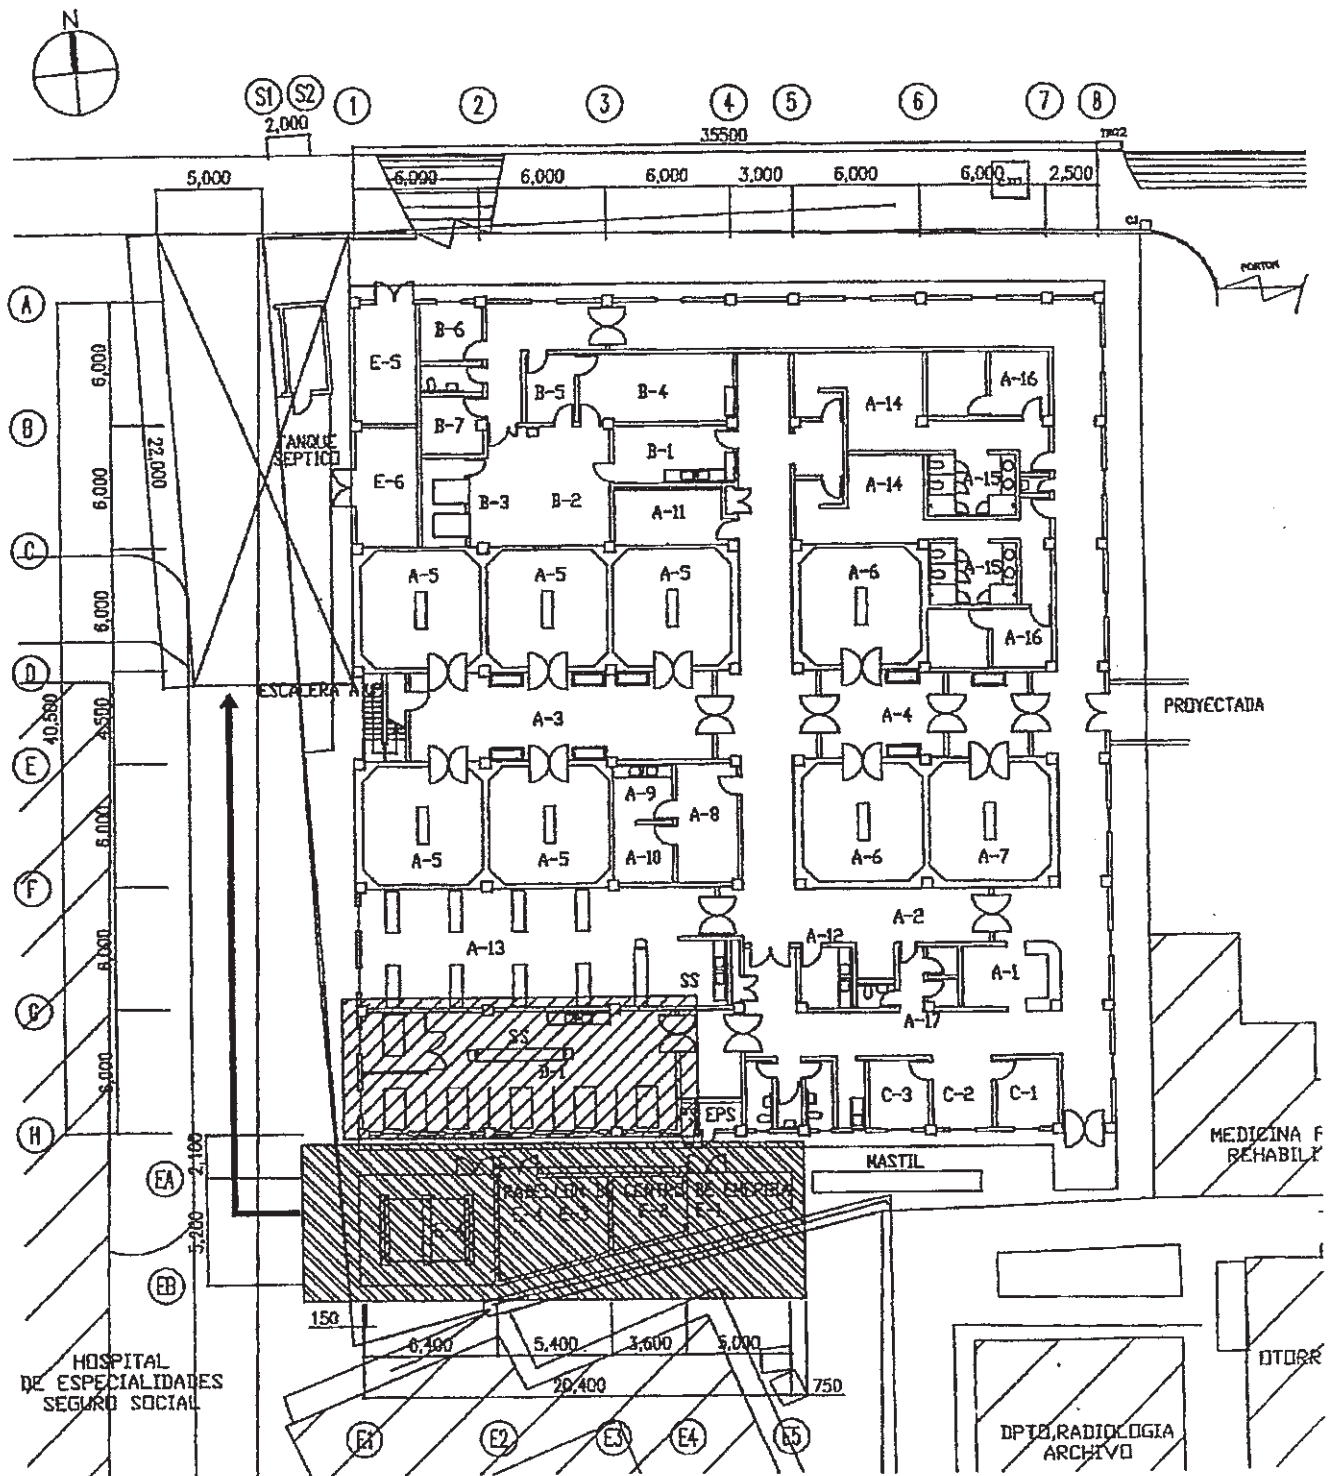 N
S1 S2 1 2 3 4 5 6 7 8
2,000
35500
5,000 6,000 6,000 6,000 3,000 6,000 6,000 2,500
C1
PORTON
A
B-6
6,000
E-5
B-5 B-4 A-16
A-14
B
B-7
TANQUE
SEPTICO
22,000
B-1
E-6
A-14 A-15
6,000
B-3 B-2
A-11
C
A-5 A-5 A-5 A-6 A-15
6,000
A-16
D
ESCALERA
PROYECTADA
40,500
4,500
A-3 A-4
E
A-9
A-8
6,000
A-5 A-5 A-10 A-6 A-7
F
A-2
A-12
6,000
A-13
SS
A-1
G
A-17
SS
D-1
6,000
C-3 C-2 C-1
EPS
H
MEDICINA F
REHABILI
2,100
MASTIL
EA
E-4 E-3 E-2 E-1
5,200
EB
150
6,400 5,400 3,600 5,000
HOSPITAL
DE ESPECIALIDADES
SEGURO SOCIAL
20,400 750
OTORR
E1 E2 E3 E4 E5
DPTO,RADIOLOGIA
ARCHIVO